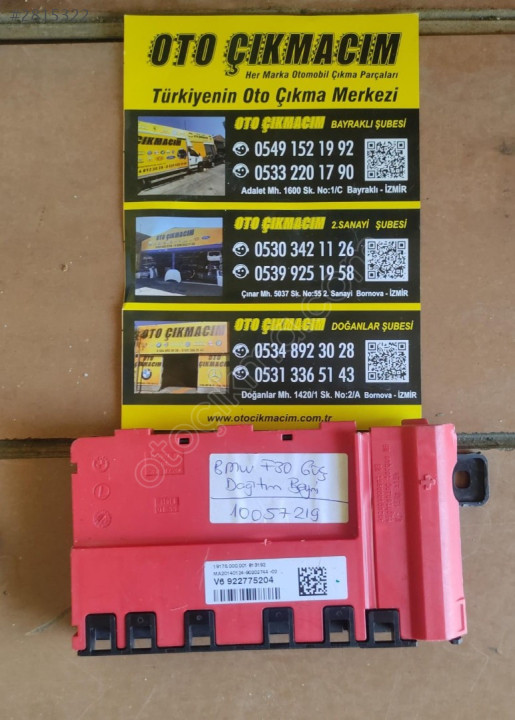 OTO ÇIKMACIM
Her Marka Otomobil Çıkma Parçaları
Türkiyenin Oto Çıkma Merkezi
OTO ÇIKMACIM BAYRAKLI ŞUBESİ
0549 152 19 92
0533 220 17 90
Adalet Mh. 1600 Sk. No:1/C Bayraklı - İZMİR
OTO ÇIKMACIM 2.SANAYİ ŞUBESİ
0530 342 11 26
0539 925 19 58
Çınar Mh. 5037 Sk. No:55 2. Sanayi Bornova - İZMİR
OTO ÇIKMACIM
OTO ÇIKMACIM DOĞANLAR ŞUBESİ
0534 892 30 28
0531 336 51 43
Doğanlar Mh. 1420/1 Sk. No:2/A Bornova - İZMİR
www.otocikmacim.com.tr
BMW F30 Güç
Dağıtım Beyni
10057219
V6 922775204